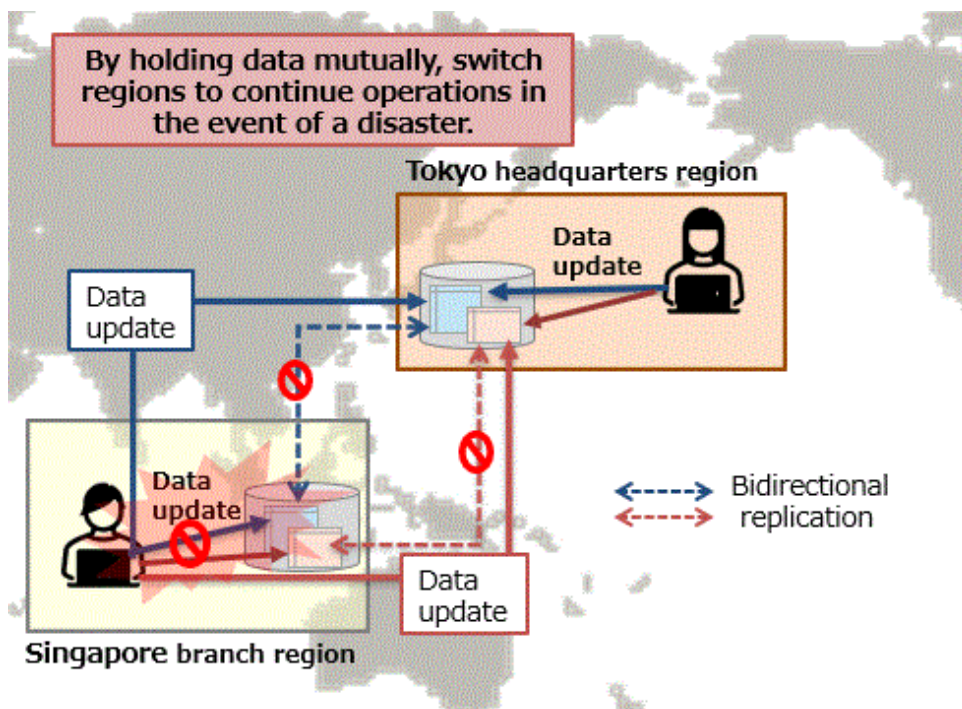 By holding data mutually, switch
regions to continue operations in
the event of a disaster.
Tokyo headquarters region
Data
update
Data
update
Data
update
Bidirectional
replication
Data
update
Singapore branch region